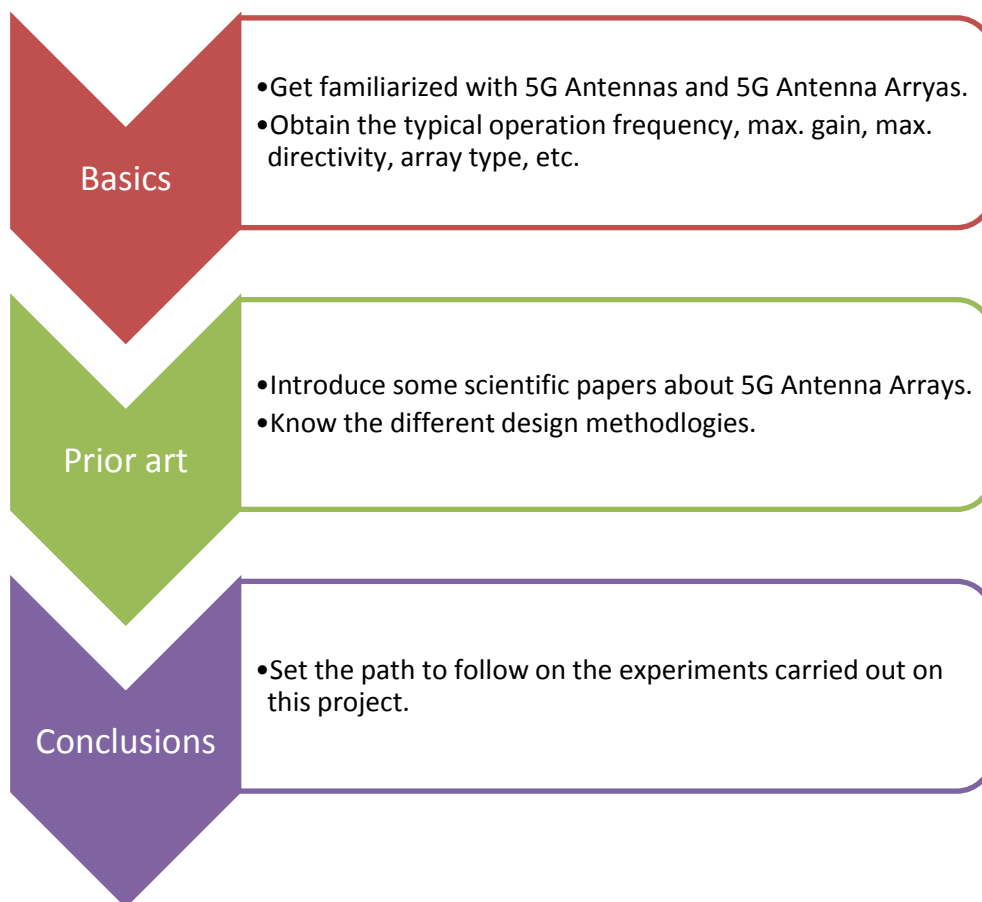 Basics
•Get familiarized with 5G Antennas and 5G Antenna Arryas.
•Obtain the typical operation frequency, max. gain, max.
directivity, array type, etc.
Prior art
•Introduce some scientific papers about 5G Antenna Arrays.
•Know the different design methodlogies.
Conclusions
•Set the path to follow on the experiments carried out on
this project.